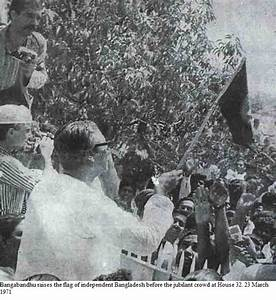 Bangabandhu raises the flag of independent Bangladesh before the jubilant crowd at House 32. 23 March
1971